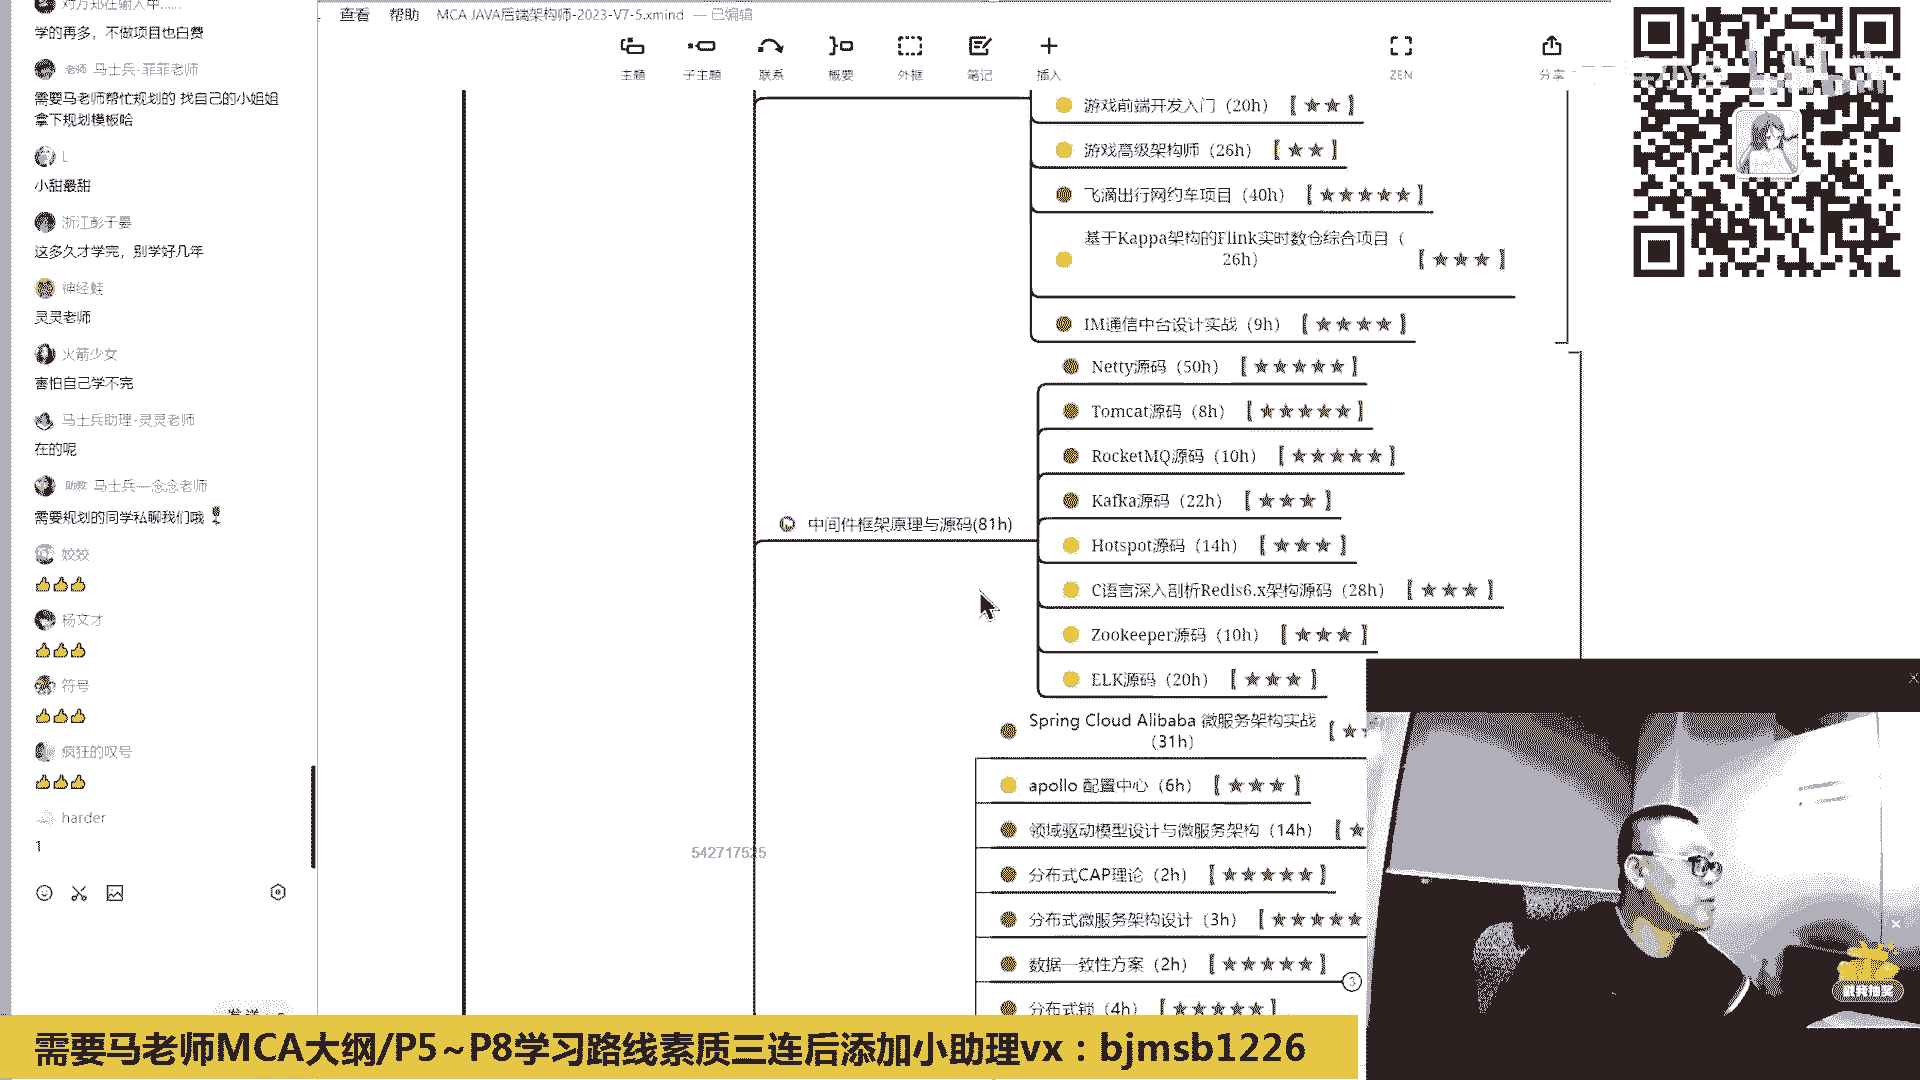 对方正在输入中......
学的再多，不做项目也白费
老师 马士兵-菲菲老师
需要马老师帮忙规划的 找自己的小姐姐
拿下规划模板哈
L
小甜最甜
浙江彭于晏
这多久才学完，别学好几年
神经蛙
灵灵老师
火箭少女
害怕自己学不完
马士兵助理-灵灵老师
在的呢
助教 马士兵—念念老师
需要规划的同学私聊我们哦
姣姣
杨文才
符号
疯狂的叹号
harder
1
查看 帮助 MCA JAVA后端架构师-2023-V7-5.xmind — 已编辑
主题 子主题 联系 概要 外框 笔记 插入 ZEN 分享
游戏前端开发入门（20h）【★★】
游戏高级架构师（26h）【★★】
飞滴出行网约车项目（40h）【★★★★★】
基于Kappa架构的Flink实时数仓综合项目（
26h）【★★★】
IM通信中台设计实战（9h）【★★★★】
中间件框架原理与源码(81h)
Netty源码（50h）【★★★★★】
Tomcat源码（8h）【★★★★★】
RocketMQ源码（10h）【★★★★★】
Kafka源码（22h）【★★★】
Hotspot源码（14h）【★★★】
C语言深入剖析Redis6.x架构源码（28h）【★★★】
Zookeeper源码（10h）【★★★】
ELK源码（20h）【★★★】
Spring Cloud Alibaba 微服务架构实战
（31h）【★
apollo 配置中心（6h）【★★★】
领域驱动模型设计与微服务架构（14h）【★
分布式CAP理论（2h）【★★★★★】
分布式微服务架构设计（3h）【★★★★★
数据一致性方案（2h）【★★★★★】
3
分布式锁（4h）【★★★★★】
542717525
需要马老师MCA大纲/P5~P8学习路线素质三连后添加小助理vx：bjmsb1226